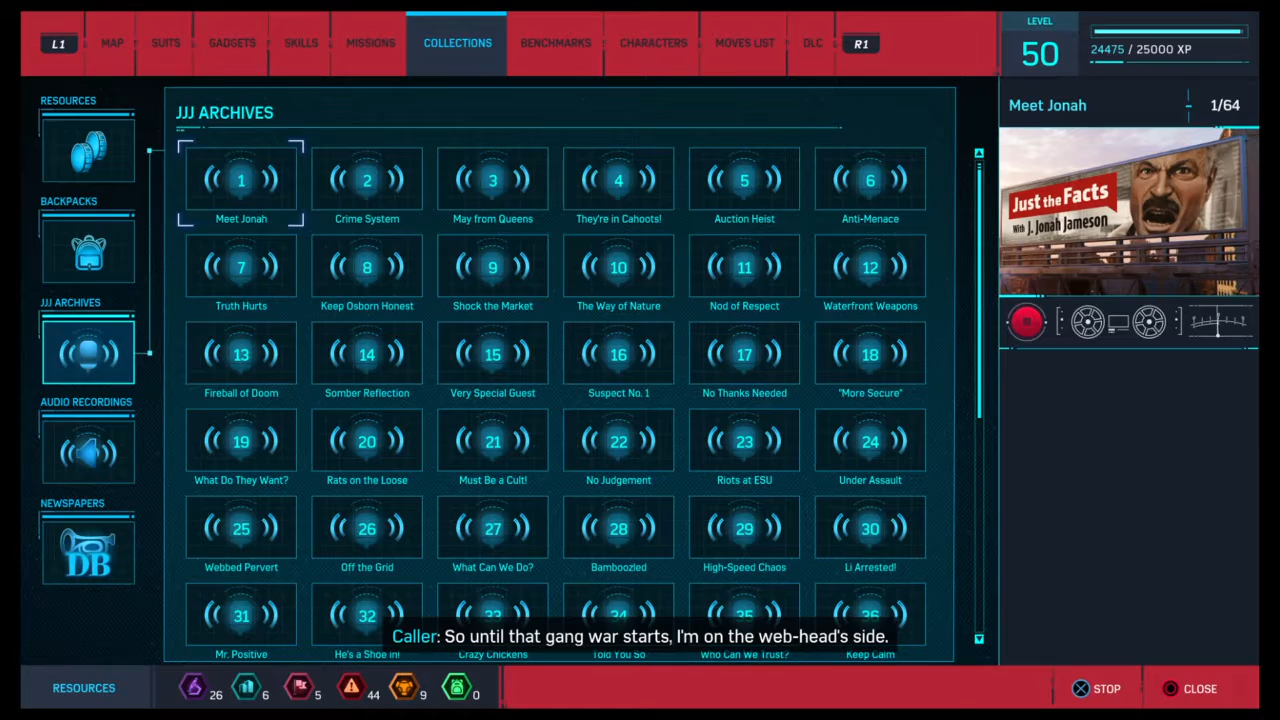 L1 MAP SUITS GADGETS SKILLS MISSIONS COLLECTIONS BENCHMARKS CHARACTERS MOVES LIST DLC R1
LEVEL
50
24475 / 25000 XP
RESOURCES
BACKPACKS
JJJ ARCHIVES
AUDIO RECORDINGS
NEWSPAPERS
DB
JJJ ARCHIVES
1 2 3 4 5 6
Meet Jonah Crime System May from Queens They're in Cahoots! Auction Heist Anti-Menace
7 8 9 10 11 12
Truth Hurts Keep Osborn Honest Shock the Market The Way of Nature Nod of Respect Waterfront Weapons
13 14 15 16 17 18
Fireball of Doom Somber Reflection Very Special Guest Suspect No. 1 No Thanks Needed "More Secure"
19 20 21 22 23 24
What Do They Want? Rats on the Loose Must Be a Cult! No Judgement Riots at ESU Under Assault
25 26 27 28 29 30
Webbed Pervert Off the Grid What Can We Do? Bamboozled High-Speed Chaos Li Arrested!
31 32 33 34 35 36
Mr. Positive He's a Shoe In! Crazy Chickens Told You So Who Can We Trust? Keep Calm
Caller: So until that gang war starts, I'm on the web-head's side.
Meet Jonah 1/64
Just the Facts
With J. Jonah Jameson
RESOURCES 26 6 5 44 9 0
STOP CLOSE